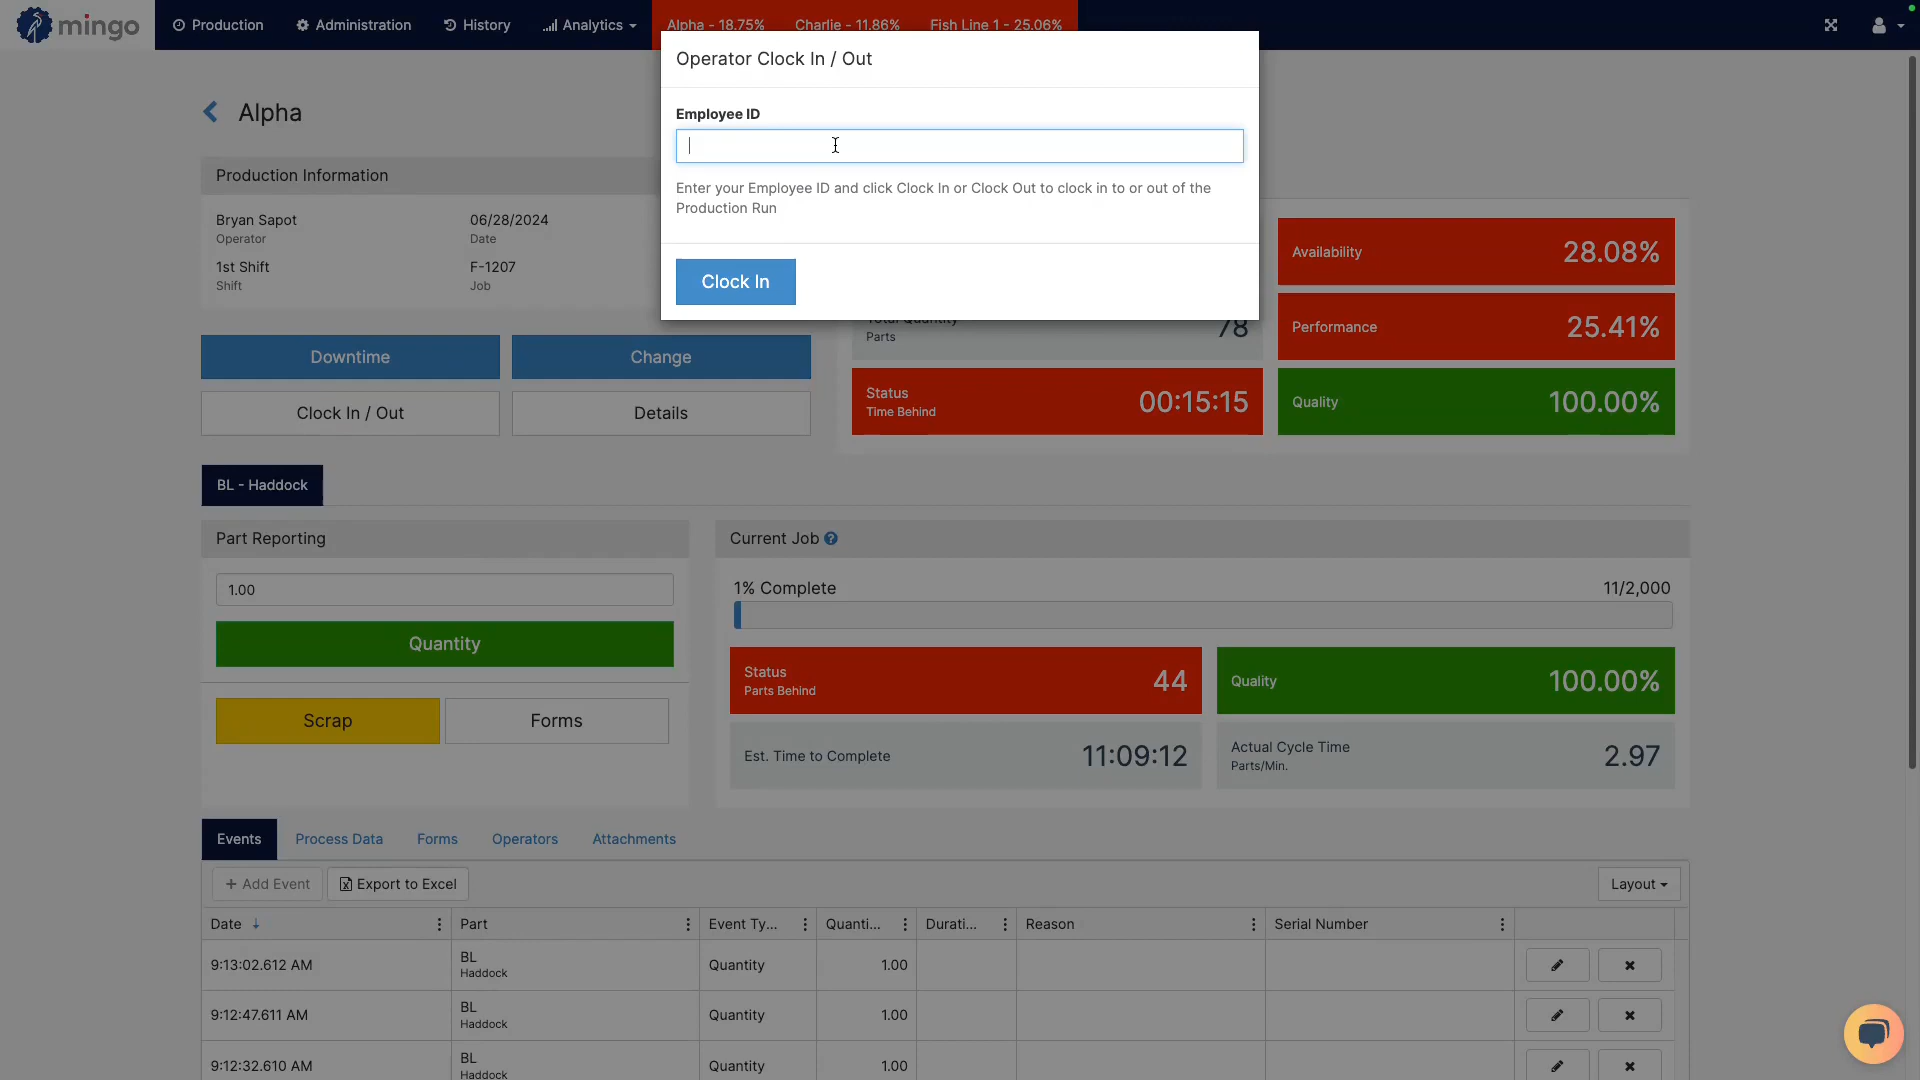 mingo
Production
Administration
History
Analytics
Alpha - 18.75%
Charlie - 11.86%
Fish Line 1 - 25.06%
Operator Clock In / Out
Employee ID
Enter your Employee ID and click Clock In or Clock Out to clock in to or out of the
Production Run
Clock In
Alpha
Production Information
Bryan Sapot
Operator
06/28/2024
Date
1st Shift
Shift
F-1207
Job
Downtime
Change
Clock In / Out
Details
Total Quantity
Parts
78
Status
Time Behind
00:15:15
Availability
28.08%
Performance
25.41%
Quality
100.00%
BL - Haddock
Part Reporting
1.00
Quantity
Scrap
Forms
Current Job
1% Complete
11/2,000
Status
Parts Behind
44
Quality
100.00%
Est. Time to Complete
11:09:12
Actual Cycle Time
Parts/Min.
2.97
Events
Process Data
Forms
Operators
Attachments
+ Add Event
Export to Excel
Layout
Date
Part
Event Ty...
Quanti...
Durati...
Reason
Serial Number
9:13:02.612 AM
BL
Haddock
Quantity
1.00
9:12:47.611 AM
BL
Haddock
Quantity
1.00
9:12:32.610 AM
BL
Haddock
Quantity
1.00